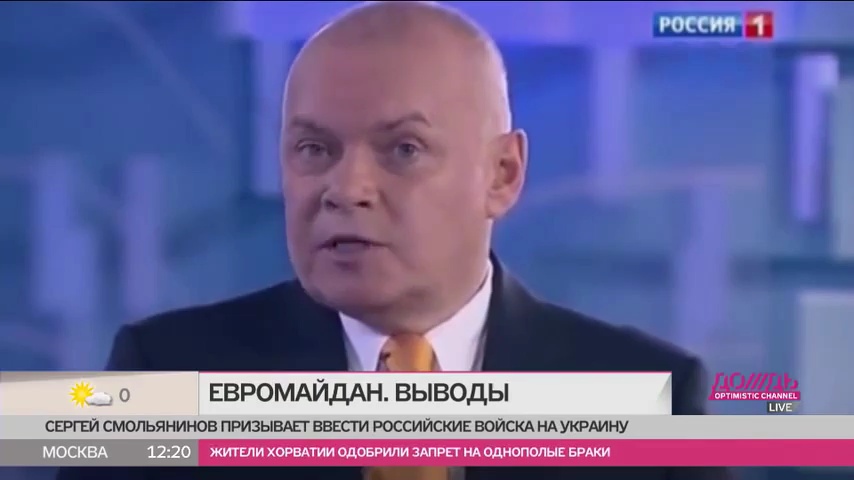 РОССИЯ 1
0
ЕВРОМАЙДАН. ВЫВОДЫ
ДОЖДЬ
OPTIMISTIC CHANNEL
LIVE
СЕРГЕЙ СМОЛЬЯНИНОВ ПРИЗЫВАЕТ ВВЕСТИ РОССИЙСКИЕ ВОЙСКА НА УКРАИНУ
МОСКВА 12:20 ЖИТЕЛИ ХОРВАТИИ ОДОБРИЛИ ЗАПРЕТ НА ОДНОПОЛЫЕ БРАКИ